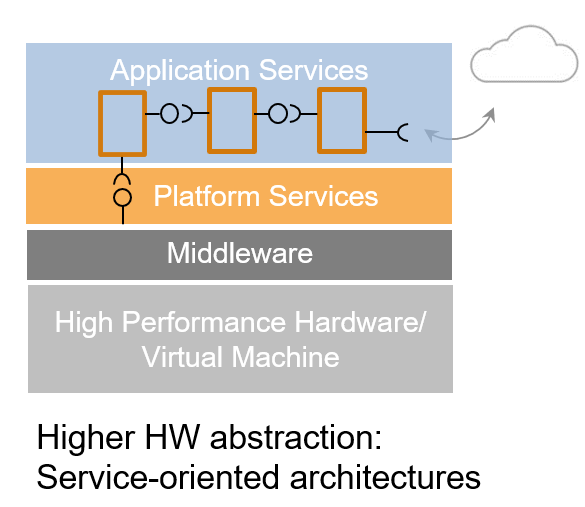 Application Services
Platform Services
Middleware
High Performance Hardware/
Virtual Machine
Higher HW abstraction:
Service-oriented architectures